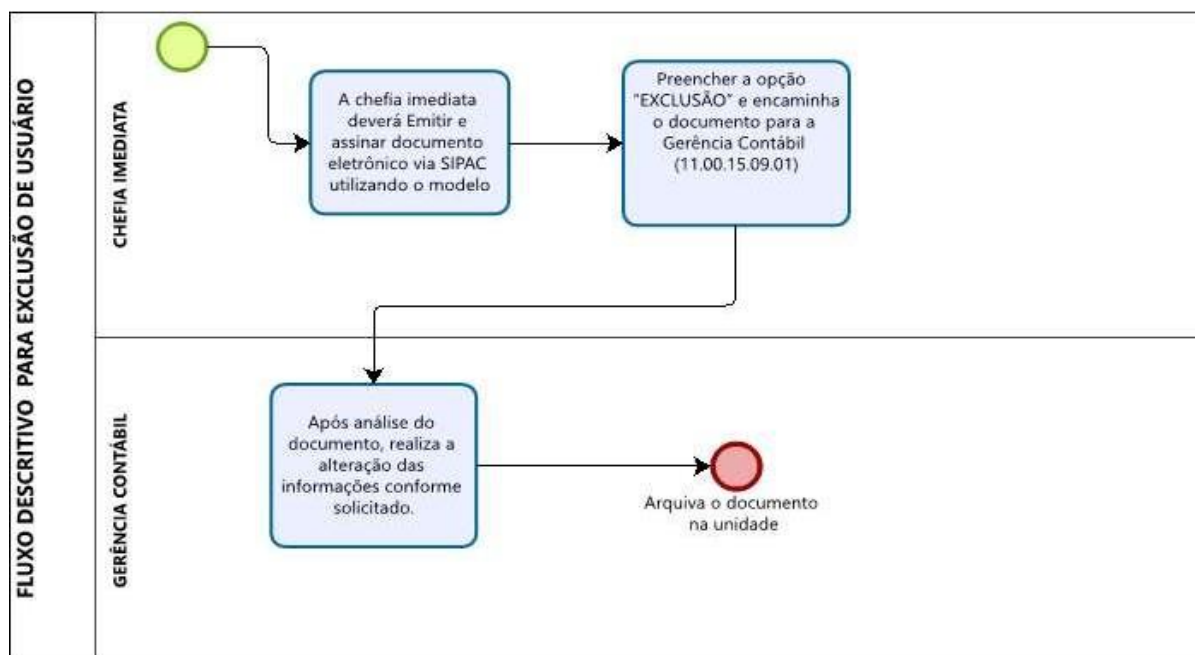 FLUXO DESCRITIVO PARA EXCLUSÃO DE USUÁRIO
CHEFIA IMEDIATA
A chefia imediata
deverá Emitir e
assinar documento
eletrônico via SIPAC
utilizando o modelo
Preencher a opção
"EXCLUSÃO" e encaminha
o documento para a
Gerência Contábil
(11.00.15.09.01)
GERÊNCIA CONTÁBIL
Após análise do
documento, realiza a
alteração das
informações conforme
solicitado.
Arquiva o documento
na unidade